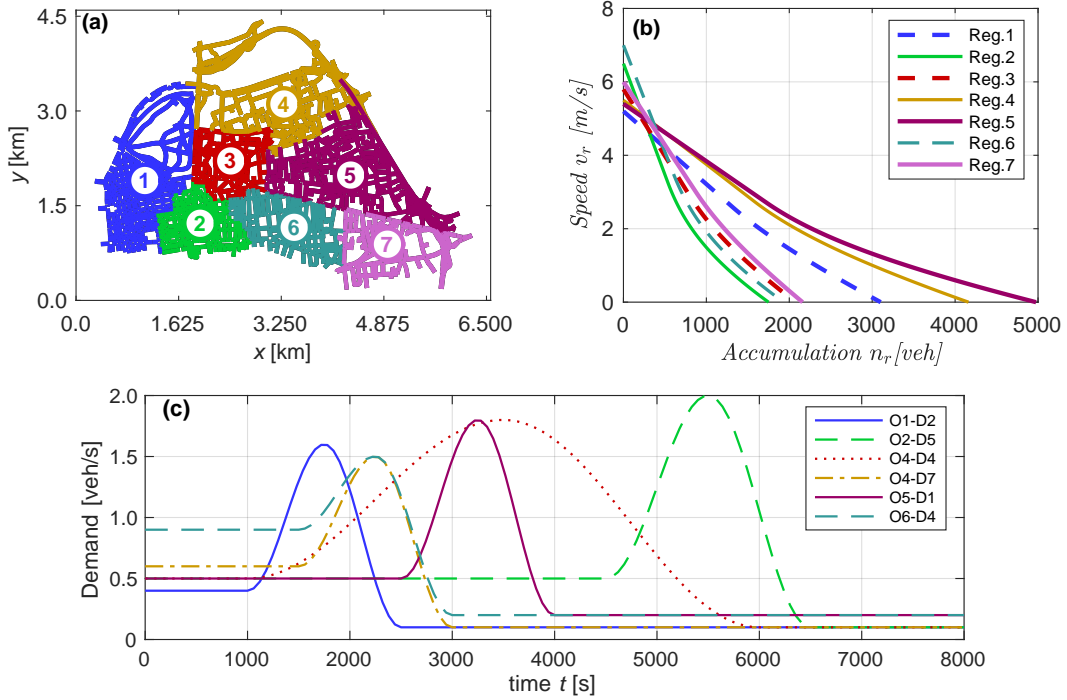 (a)
4.5
3.0
1.5
0.0
y [km]
1
2
3
4
5
6
7
0.0 1.625 3.250 4.875 6.500
x [km]
(b)
8
6
4
2
0
Speed v_r [m/s]
Reg.1
Reg.2
Reg.3
Reg.4
Reg.5
Reg.6
Reg.7
0 1000 2000 3000 4000 5000
Accumulation n_r[veh]
(c)
2.0
1.5
1.0
0.5
0
Demand [veh/s]
O1-D2
O2-D5
O4-D4
O4-D7
O5-D1
O6-D4
0 1000 2000 3000 4000 5000 6000 7000 8000
time t [s]